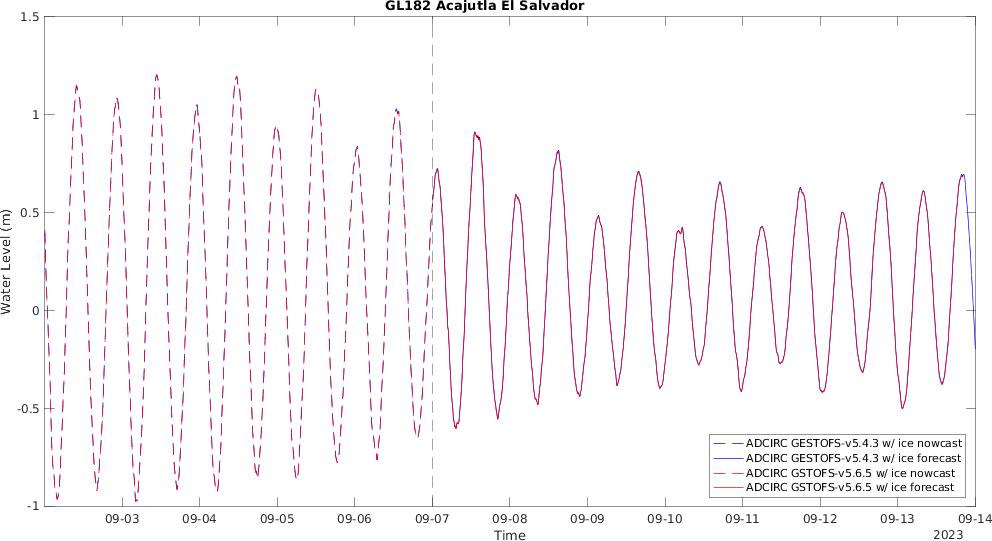 GL182 Acajutla El Salvador
Water Level (m)
1.5
1
0.5
0
-0.5
-1
09-03 09-04 09-05 09-06 09-07 09-08 09-09 09-10 09-11 09-12 09-13 09-14
Time
2023
ADCIRC GESTOFS-v5.4.3 w/ ice nowcast
ADCIRC GESTOFS-v5.4.3 w/ ice forecast
ADCIRC GSTOFS-v5.6.5 w/ ice nowcast
ADCIRC GSTOFS-v5.6.5 w/ ice forecast